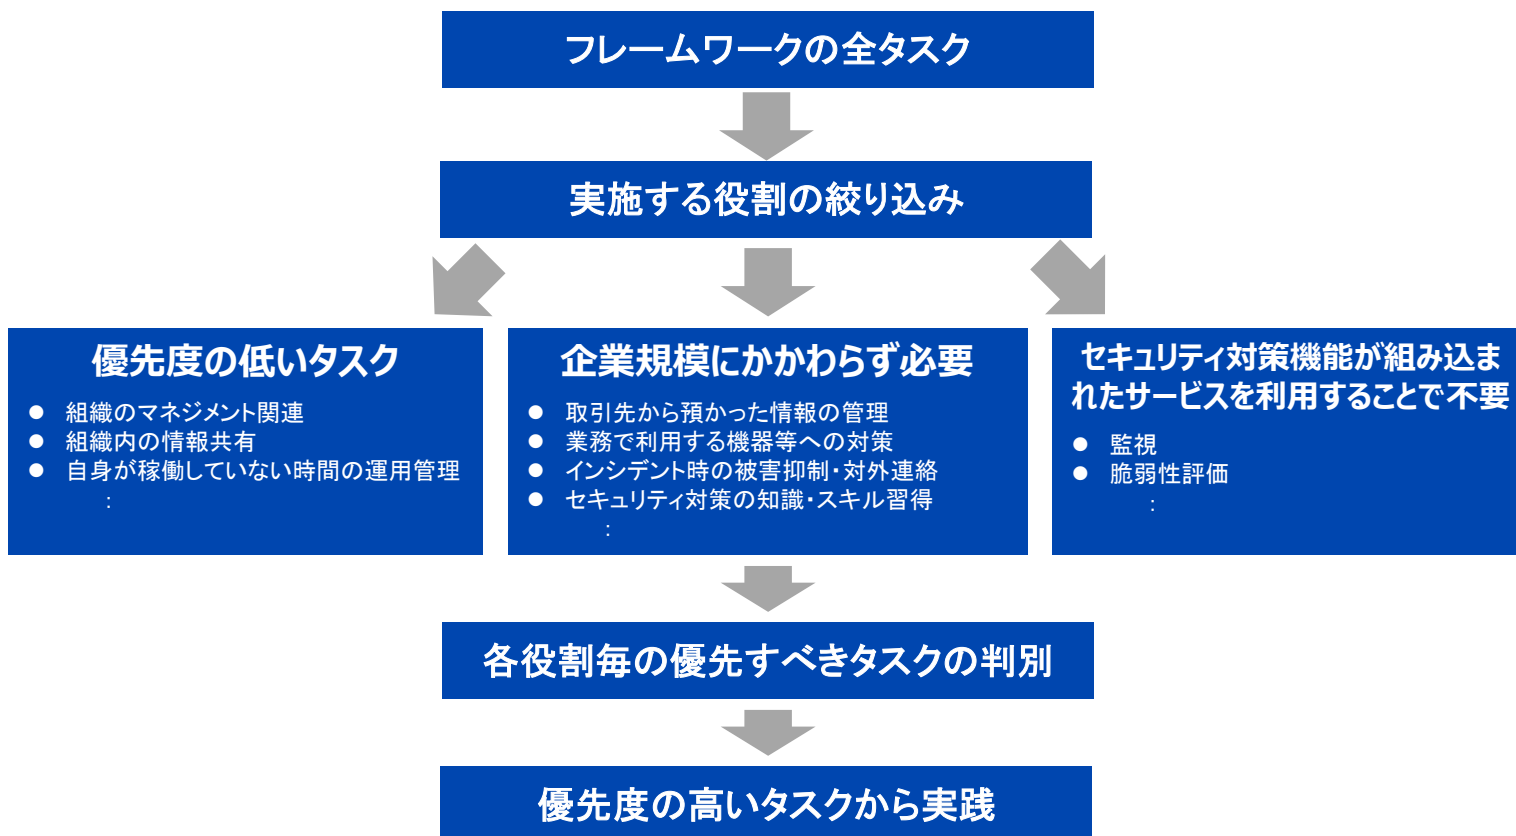 フレームワークの全タスク
実施する役割の絞り込み
優先度の低いタスク
● 組織のマネジメント関連
● 組織内の情報共有
● 自身が稼働していない時間の運用管理
:
企業規模にかかわらず必要
● 取引先から預かった情報の管理
● 業務で利用する機器等への対策
● インシデント時の被害抑制・対外連絡
● セキュリティ対策の知識・スキル習得
:
セキュリティ対策機能が組み込ま
れたサービスを利用することで不要
● 監視
● 脆弱性評価
:
各役割毎の優先すべきタスクの判別
優先度の高いタスクから実践